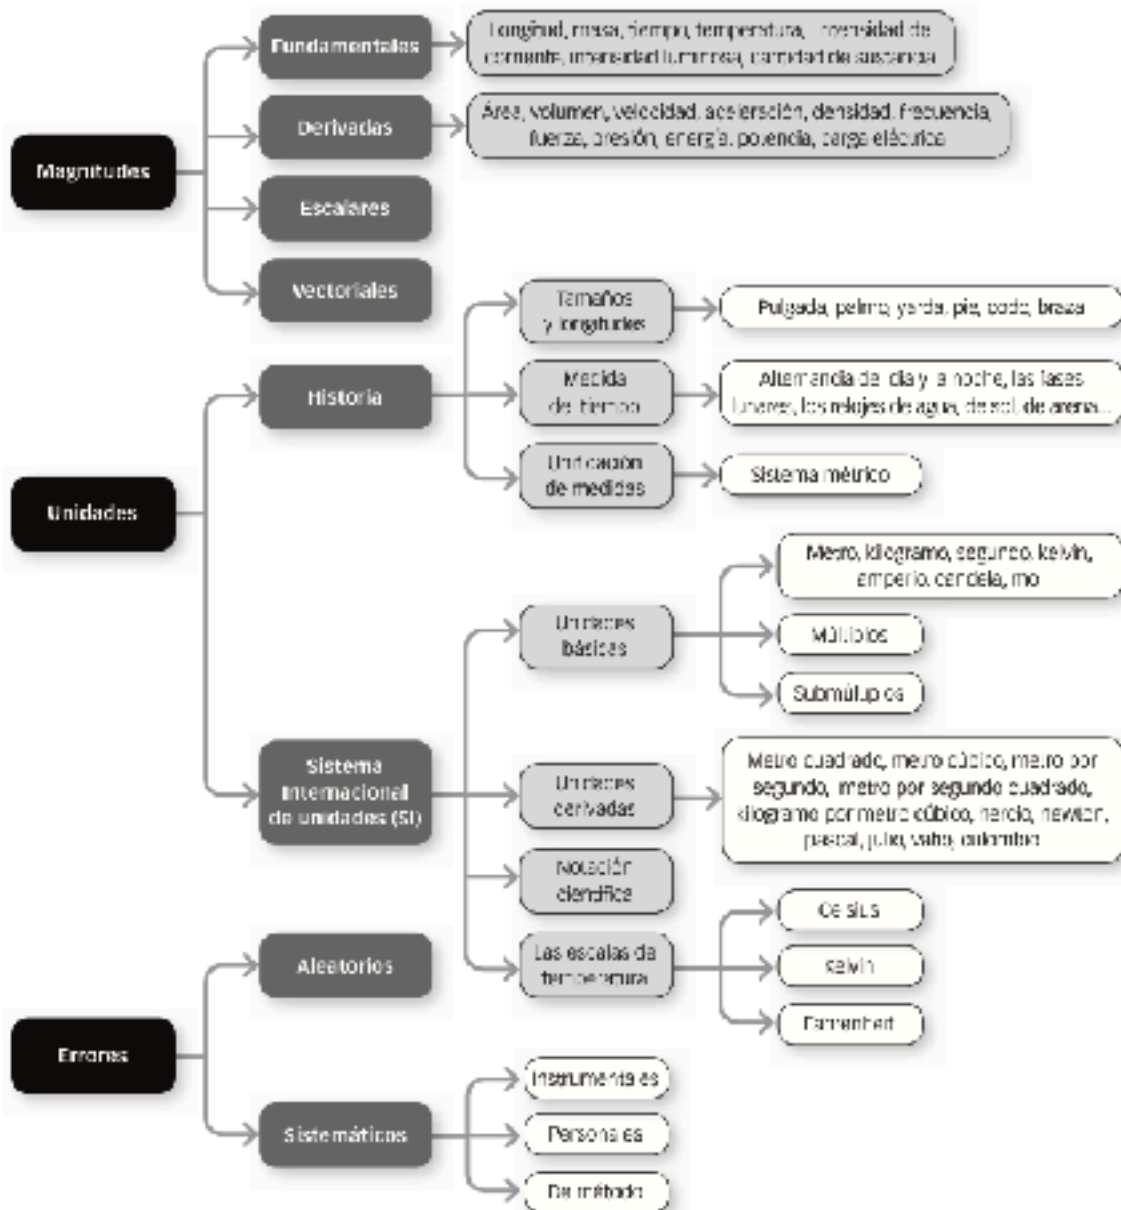 Fundamentales
Longitud, masa, tiempo, temperatura, intensidad de
corriente, intensidad luminosa, cantidad de sustancia
Derivadas
Área, volumen, velocidad, aceleración, densidad, frecuencia,
fuerza, presión, energía, potencia, carga eléctrica
Magnitudes
Escalares
Vectoriales
Tamaños
y longitudes
Pulgada, palmo, yarda, pie, codo, braza
Historia
Medida
del tiempo
Alternancia del día y la noche, las fases
lunares, los relojes de agua, de sol, de arena...
Unificación
de medidas
Sistema métrico
Unidades
Metro, kilogramo, segundo, kelvin,
amperio, candela, mol
Unidades
básicas
Múltiplos
Submúltiplos
Sistema
Internacional
de unidades (SI)
Unidades
derivadas
Metro cuadrado, metro cúbico, metro por
segundo, metro por segundo cuadrado,
kilogramo por metro cúbico, hercio, newton,
pascal, julio, vatio, culombio
Notación
científica
Las escalas de
temperatura
Celsius
Kelvin
Fahrenheit
Errores
Aleatorios
Sistemáticos
Instrumentales
Personales
De método